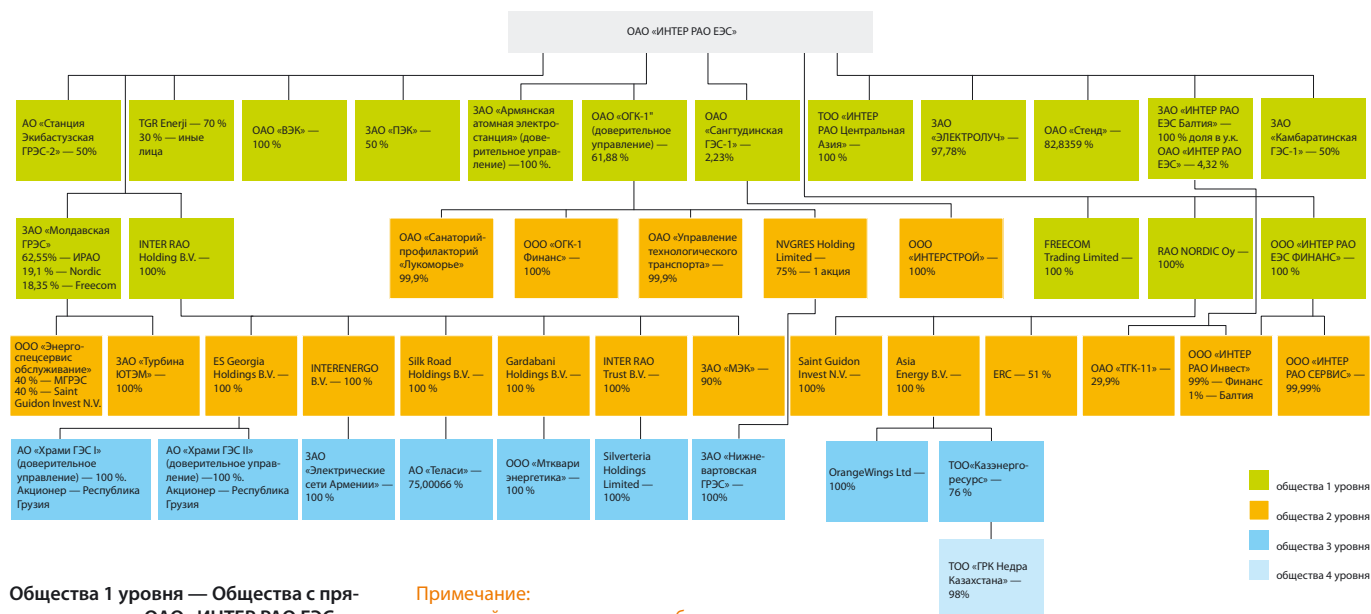 ОАО «ИНТЕР РАО ЕЭС»
АО «Станция
Экибастузская
ГРЭС-2» — 50%
TGR Enerji — 70 %
30 % — иные
лица
ОАО «ВЭК» —
100 %
ЗАО «ПЭК» —
50 %
ЗАО «Армянская
атомная электро-
станция» (дове-
рительное управ-
ление) —100 %.
ОАО «ОГК-1"
(доверительное
управление) —
61,88 %
ОАО
«Сангтудинская
ГЭС-1» —
2,23%
ТОО «ИНТЕР
РАО Центральная
Азия» —
100 %
ЗАО
«ЭЛЕКТРОЛУЧ» —
97,78%
ОАО «Стенд» —
82,8359 %
ЗАО «ИНТЕР РАО
ЕЭС Балтия» —
100 % доля в у.к.
ОАО «ИНТЕР РАО
ЕЭС» — 4,32 %
ЗАО
«Камбаратинская
ГЭС-1» — 50%
ЗАО «Молдавская
ГРЭС»
62,55% — ИРАО
19,1 % — Nordic
18,35 % — Freecom
INTER RAO
Holding B.V. —
100%
ОАО «Санаторий-
профилакторий
«Лукоморье»
99,9%
ООО «ОГК-1
Финанс» —
100%
ОАО «Управление
технологического
транспорта» —
99,9%
NVGRES Holding
Limited —
75% — 1 акция
ООО
«ИНТЕРСТРОЙ» —
100%
FREECOM
Trading Limited —
100 %
RAO NORDIC Oy —
100%
ООО «ИНТЕР РАО
ЕЭС ФИНАНС» —
100 %
ООО «Энерго-
спецсервис
обслуживание»
40 % — МГРЭС
40 % — Saint
Guidon Invest N.V.
ЗАО «Турбина
ЮТЭМ» —
100%
ES Georgia
Holdings B.V. —
100 %
INTERENERGO
B.V. — 100 %
Silk Road
Holdings B.V. —
100 %
Gardabani
Holdings B.V. —
100 %
INTER RAO
Trust B.V. —
100%
ЗАО «МЭК» —
90%
Saint Guidon
Invest N.V. —
100%
Asia
Energy B.V. —
100 %
ERC — 51 %
ОАО «ТГК-11» —
29,9%
ООО «ИНТЕР
РАО Инвест»
99% — Финанс
1% — Балтия
ООО «ИНТЕР
РАО СЕРВИС» —
99,99%
АО «Храми ГЭС I»
(доверительное
управление) — 100 %.
Акционер — Республика
Грузия
АО «Храми ГЭС II»
(доверительное управ-
ление) —100 %.
Акционер — Республика
Грузия
ЗАО
«Электрические
сети Армении» —
100 %
АО «Теласи» —
75,00066 %
ООО «Мтквари
энергетика» —
100 %
Silverteria
Holdings
Limited —
100%
ЗАО «Нижне-
вартовская
ГРЭС» —
100%
OrangeWings Ltd —
100%
ТОО«Казэнерго-
ресурс» —
76 %
ТОО «ГРК Недра
Казахстана» —
98%
общества 1 уровня
общества 2 уровня
общества 3 уровня
общества 4 уровня
Общества 1 уровня — Общества с пря-
ОАО «ИНТЕР РАО ЕЭС
Примечание: